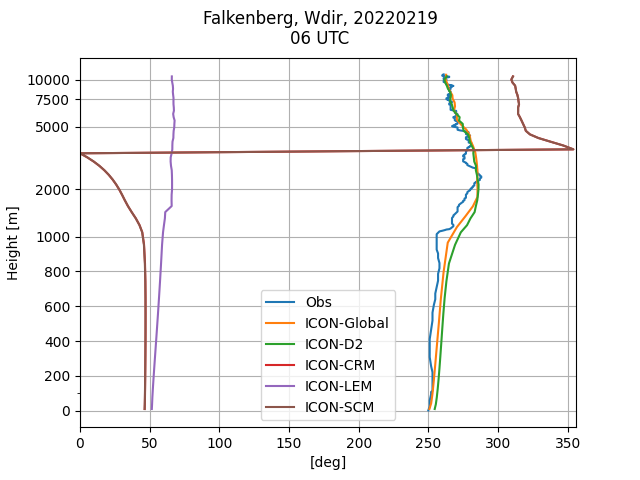 Falkenberg, Wdir, 20220219
06 UTC
10000
7500
5000
2000
1000
800
600
400
200
0
Height [m]
Obs
ICON-Global
ICON-D2
ICON-CRM
ICON-LEM
ICON-SCM
0 50 100 150 200 250 300 350
[deg]